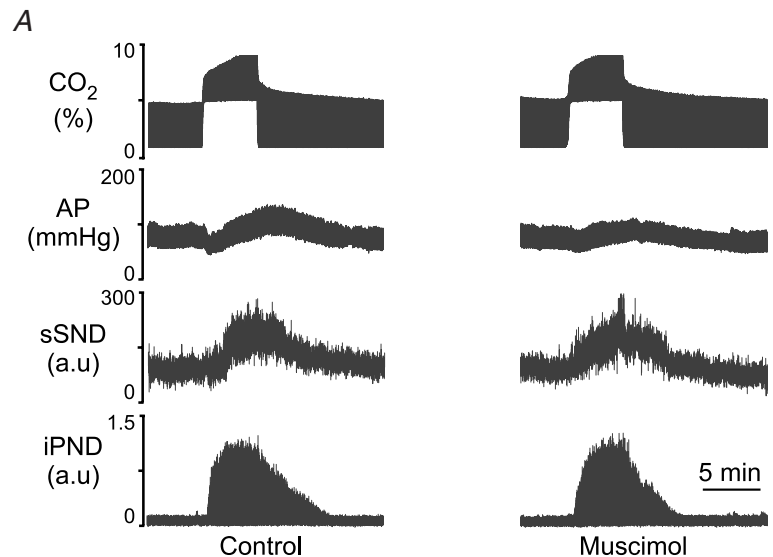 A
10
CO2
(%)
0
200
AP
(mmHg)
0
300
sSND
(a.u)
0
1.5
iPND
(a.u)
0
5 min
Control
Muscimol